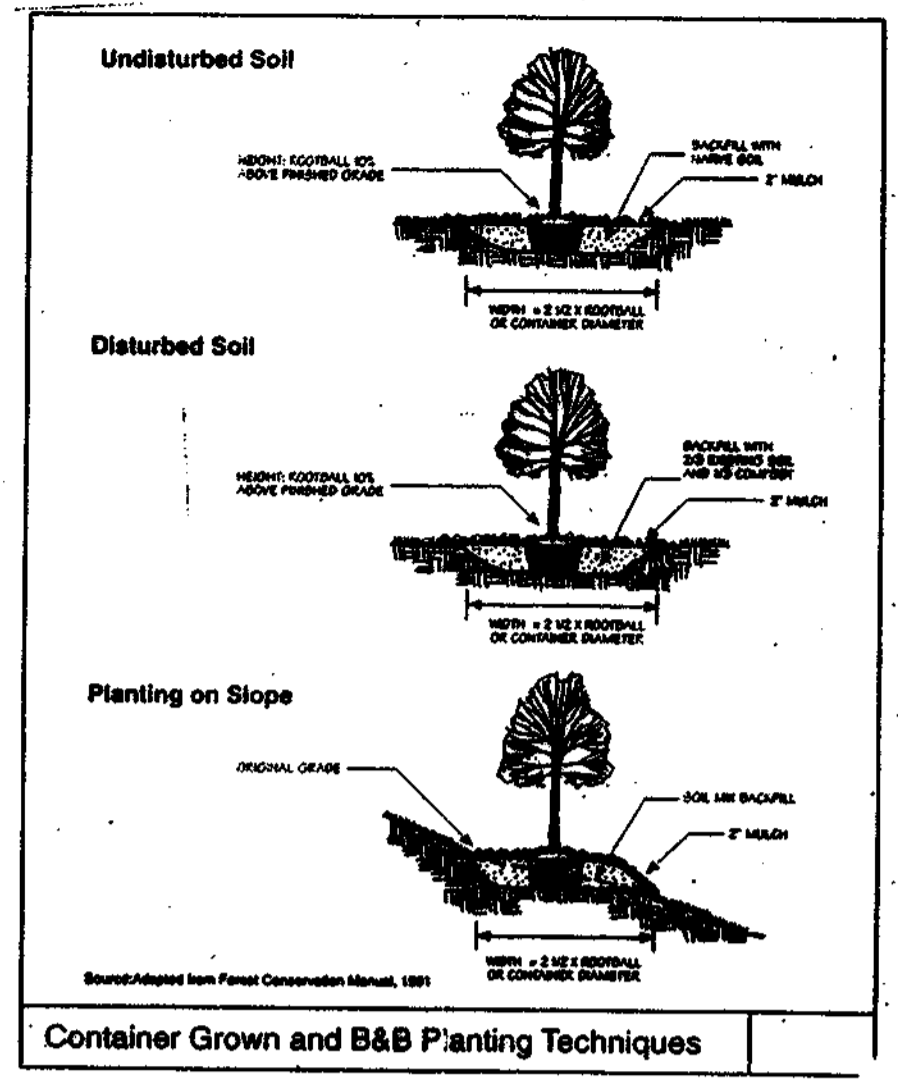 Undisturbed Soil
HEIGHT: ROOTBALL 10%
ABOVE FINISHED GRADE
BACKFILL WITH
NATIVE SOIL
2" MULCH
WIDTH = 2 1/2 X ROOTBALL
OR CONTAINER DIAMETER
Disturbed Soil
HEIGHT: ROOTBALL 10%
ABOVE FINISHED GRADE
BACKFILL WITH
2/3 EXISTING SOIL
AND 1/3 COMPOST
2" MULCH
WIDTH = 2 1/2 X ROOTBALL
OR CONTAINER DIAMETER
Planting on Slope
ORIGINAL GRADE
SOIL MIX BACKFILL
2" MULCH
WIDTH = 2 1/2 X ROOTBALL
OR CONTAINER DIAMETER
Source:Adapted from Forest Conservation Manual, 1991
Container Grown and B&B Planting Techniques